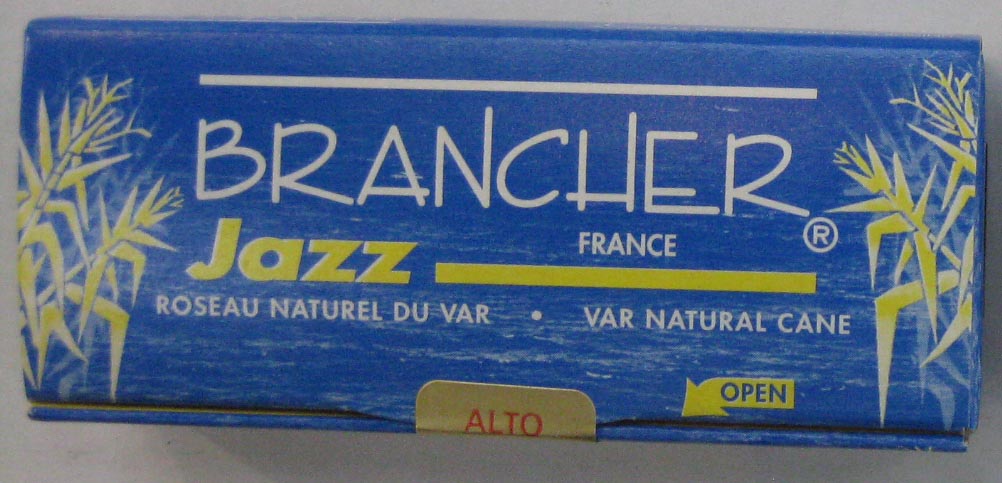 BRANCHER®
Jazz
FRANCE
ROSEAU NATUREL DU VAR • VAR NATURAL CANE
OPEN
ALTO